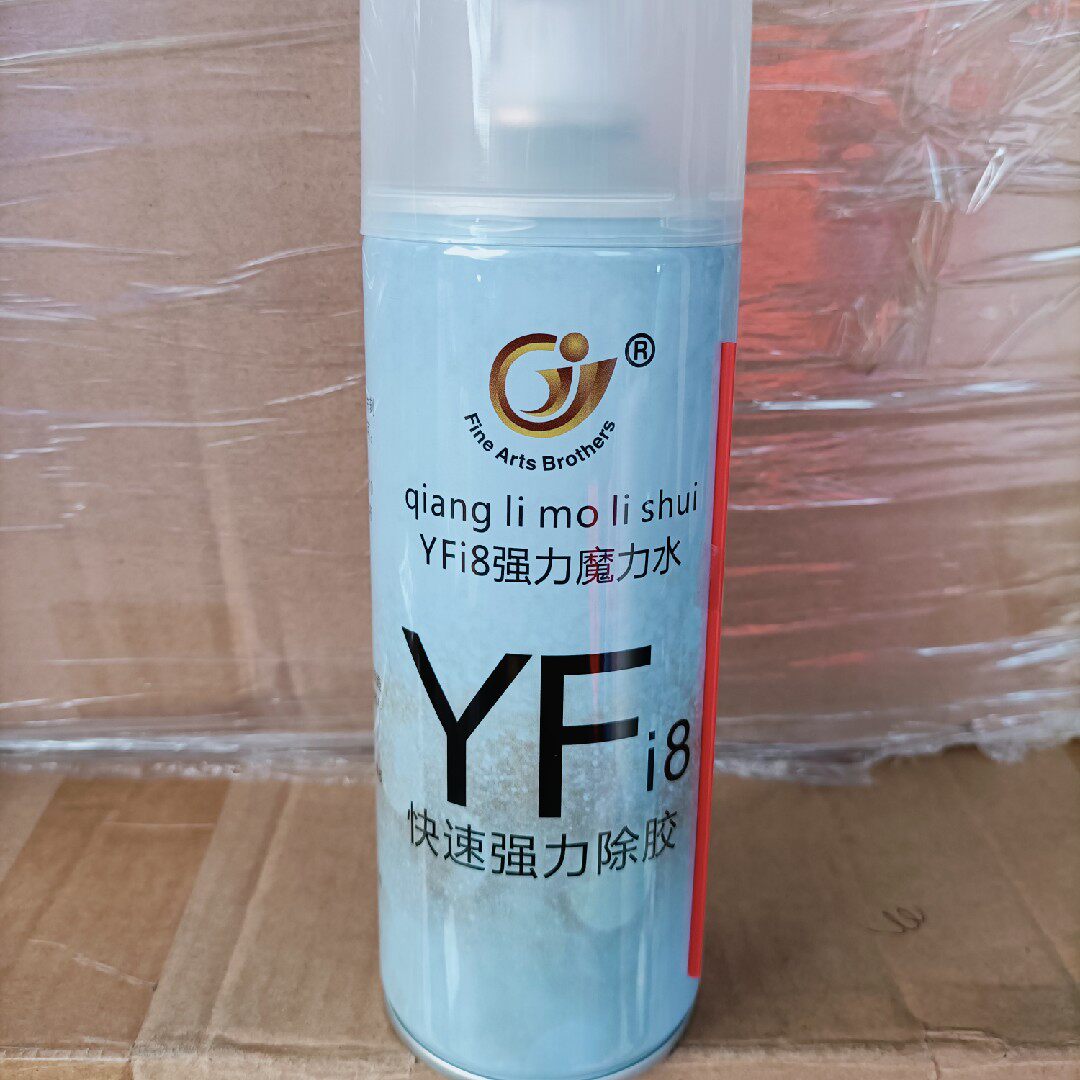 ®
Fine Arts Brothers
qiang li mo li shui
YFi8强力魔力水
YFi8
快速强力除胶